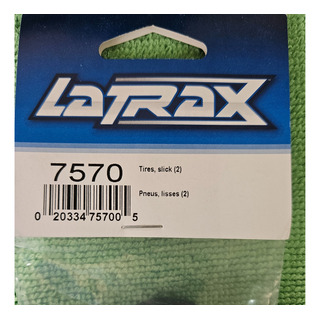 LaTRAX
7570
Tires, slick (2)
Pneus, lisses (2)
0 20334 75700 5